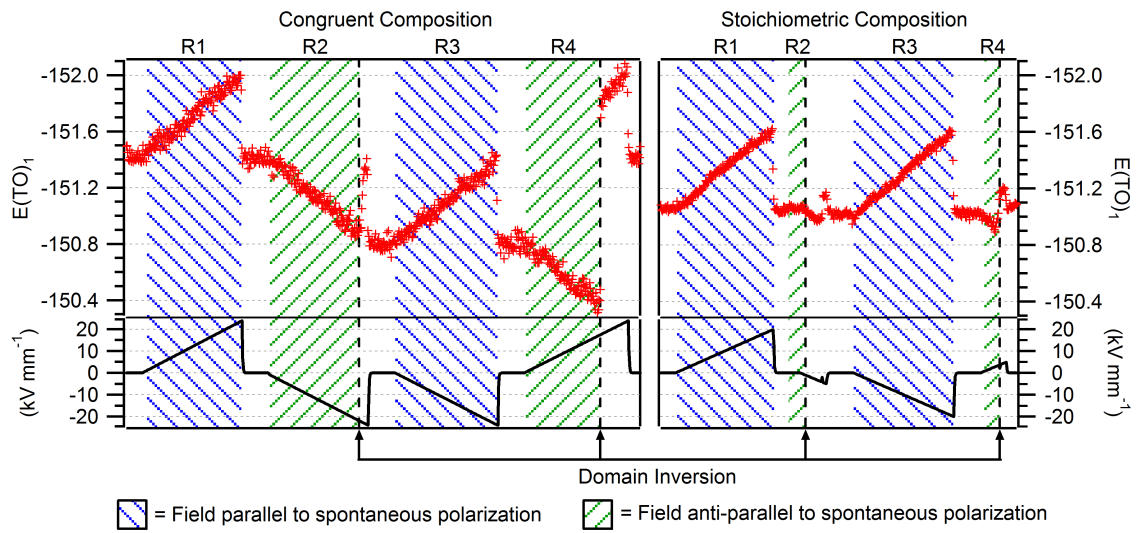 Congruent Composition
Stoichiometric Composition
R1 R2 R3 R4
R1 R2 R3 R4
E(TO)1
-152.0
-151.6
-151.2
-150.8
-150.4
(kV mm-1)
20
10
0
-10
-20
-152.0
-151.6
-151.2
-150.8
-150.4
E(TO)1
20
10
0
-10
-20
(kV mm-1)
Domain Inversion
= Field parallel to spontaneous polarization
= Field anti-parallel to spontaneous polarization